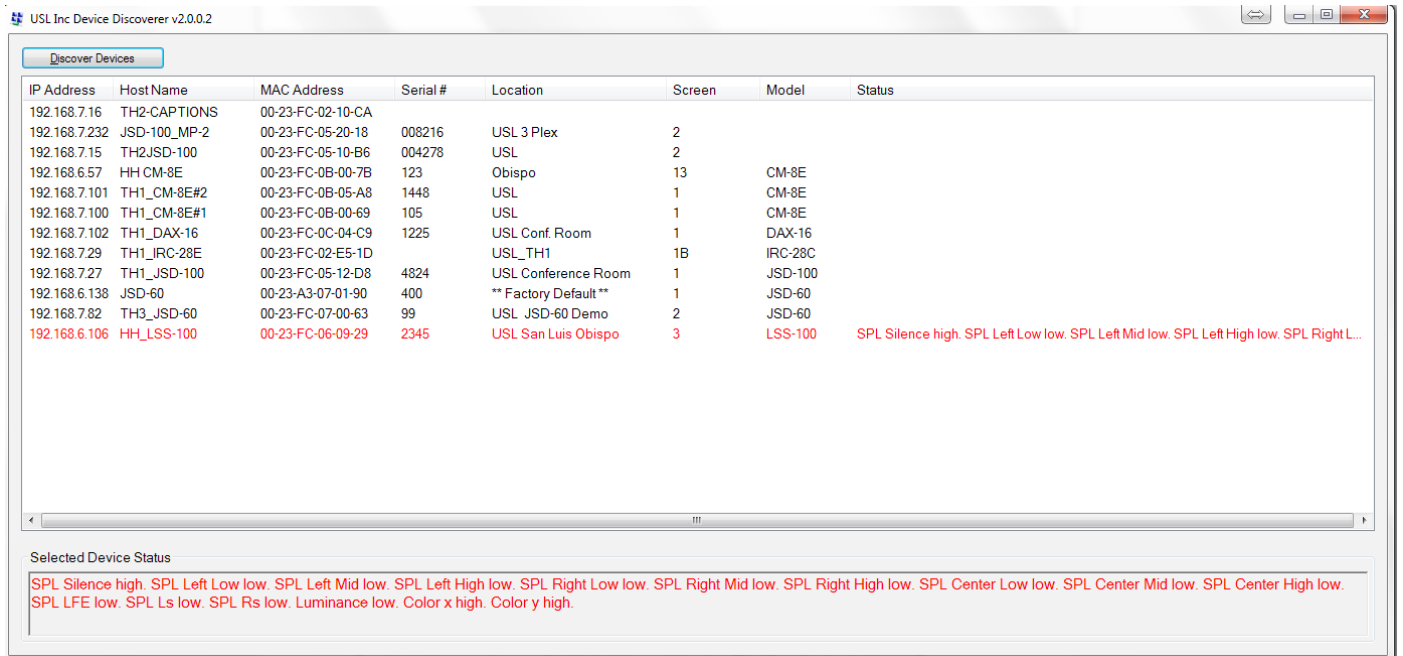 USL Inc Device Discoverer v2.0.0.2
Discover Devices
IP Address Host Name MAC Address Serial # Location Screen Model Status
192.168.7.16 TH2-CAPTIONS 00-23-FC-02-10-CA
192.168.7.232 JSD-100_MP-2 00-23-FC-05-20-18 008216 USL 3 Plex 2
192.168.7.15 TH2JSD-100 00-23-FC-05-10-B6 004278 USL 2
192.168.6.57 HH CM-8E 00-23-FC-0B-00-7B 123 Obispo 13 CM-8E
192.168.7.101 TH1_CM-8E#2 00-23-FC-0B-05-A8 1448 USL 1 CM-8E
192.168.7.100 TH1_CM-8E#1 00-23-FC-0B-00-69 105 USL 1 CM-8E
192.168.7.102 TH1_DAX-16 00-23-FC-0C-04-C9 1225 USL Conf. Room 1 DAX-16
192.168.7.29 TH1_IRC-28E 00-23-FC-02-E5-1D USL_TH1 1B IRC-28C
192.168.7.27 TH1_JSD-100 00-23-FC-05-12-D8 4824 USL Conference Room 1 JSD-100
192.168.6.138 JSD-60 00-23-A3-07-01-90 400 ** Factory Default ** 1 JSD-60
192.168.7.82 TH3_JSD-60 00-23-FC-07-00-63 99 USL JSD-60 Demo 2 JSD-60
192.168.6.106 HH_LSS-100 00-23-FC-06-09-29 2345 USL San Luis Obispo 3 LSS-100 SPL Silence high. SPL Left Low low. SPL Left Mid low. SPL Left High low. SPL Right L...
Selected Device Status
SPL Silence high. SPL Left Low low. SPL Left Mid low. SPL Left High low. SPL Right Low low. SPL Right Mid low. SPL Right High low. SPL Center Low low. SPL Center Mid low. SPL Center High low.
SPL LFE low. SPL Ls low. SPL Rs low. Luminance low. Color x high. Color y high.